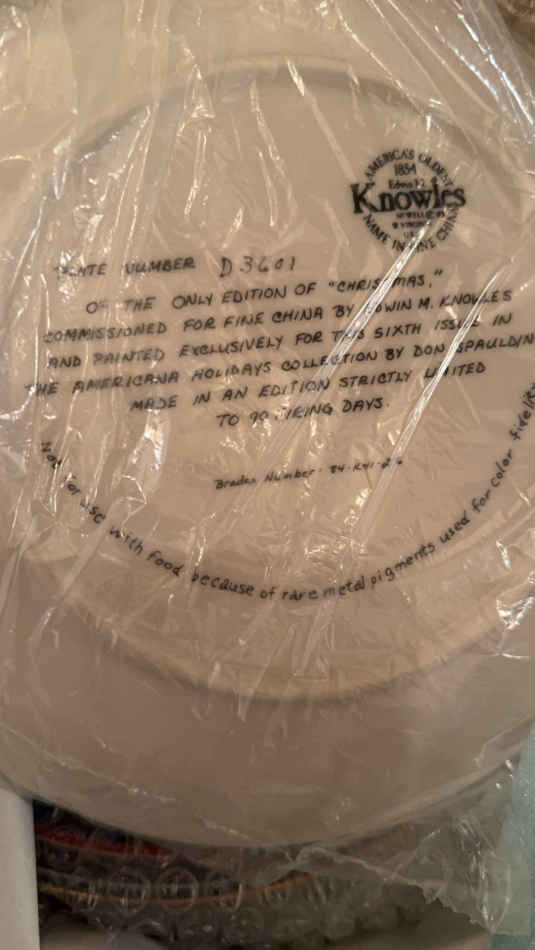 AMERICA'S OLDEST
1854
Edwin M.
Knowles
NAME IN FINE CHINA
PLATE NUMBER D3601
OF THE ONLY EDITION OF "CHRISTMAS,"
COMMISSIONED FOR FINE CHINA BY EDWIN M. KNOWLES
AND PAINTED EXCLUSIVELY FOR THIS SIXTH ISSUE IN
THE AMERICANA HOLIDAYS COLLECTION BY DON SPAULDIN
MADE IN AN EDITION STRICTLY LIMITED
TO 90 FIRING DAYS.
Bradex Number: 84-K41-2.6
Not for use with food because of rare metal pigments used for color fidelity